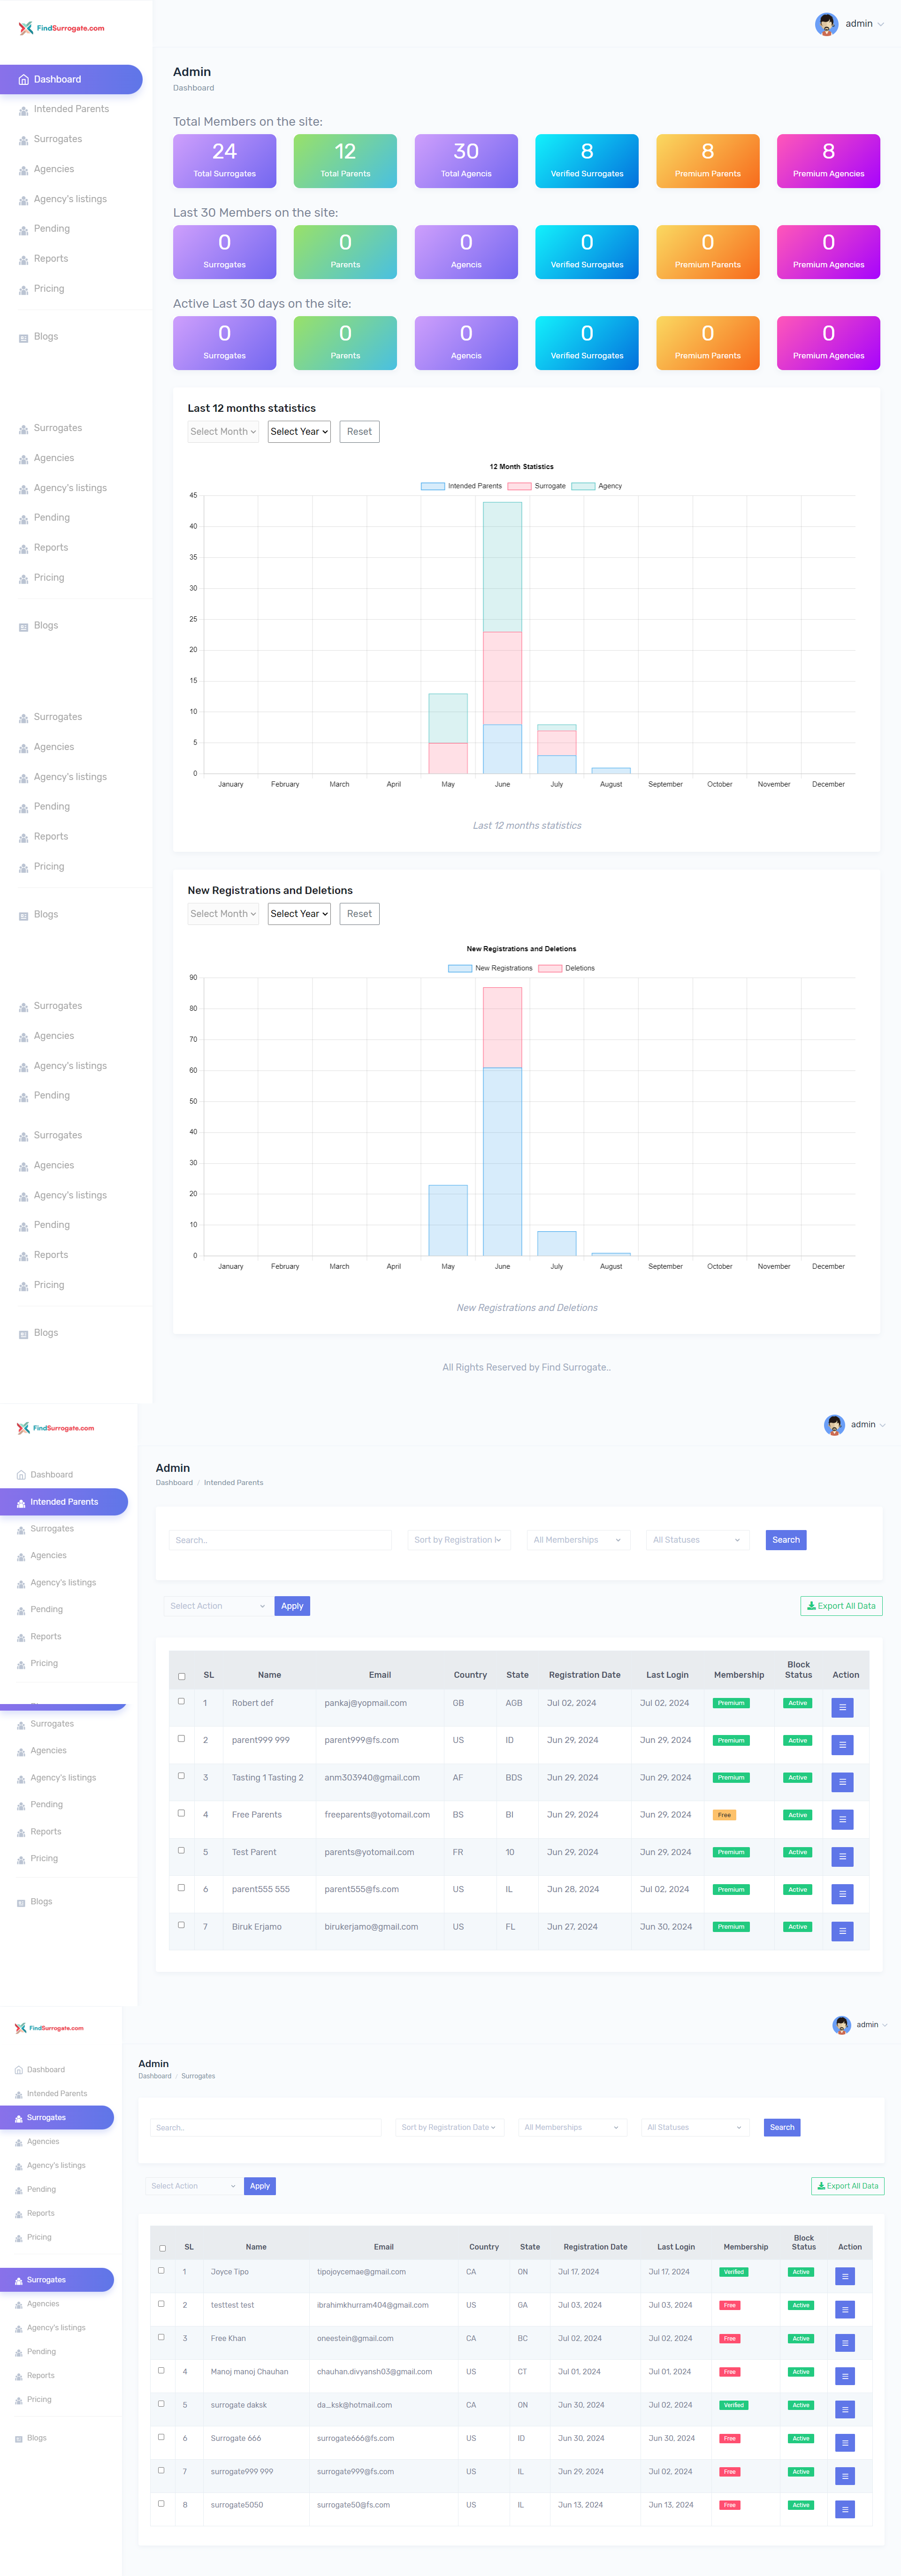 FindSurrogate.com
admin
Dashboard
Intended Parents
Surrogates
Agencies
Agency's listings
Pending
Reports
Pricing
Blogs
Surrogates
Agencies
Agency's listings
Pending
Reports
Pricing
Blogs
Surrogates
Agencies
Agency's listings
Pending
Reports
Pricing
Blogs
Surrogates
Agencies
Agency's listings
Pending
Surrogates
Agencies
Agency's listings
Pending
Reports
Pricing
Blogs
Admin
Dashboard
Total Members on the site:
24 12 30 8 8 8
Total Surrogates Total Parents Total Agencis Verified Surrogates Premium Parents Premium Agencies
Last 30 Members on the site:
0 0 0 0 0 0
Surrogates Parents Agencis Verified Surrogates Premium Parents Premium Agencies
Active Last 30 days on the site:
0 0 0 0 0 0
Surrogates Parents Agencis Verified Surrogates Premium Parents Premium Agencies
Last 12 months statistics
Select Month Select Year Reset
12 Month Statistics
Intended Parents Surrogate Agency
45
40
35
30
25
20
15
10
5
0
January February March April May June July August September October November December
Last 12 months statistics
New Registrations and Deletions
Select Month Select Year Reset
New Registrations and Deletions
New Registrations Deletions
90
80
70
60
50
40
30
20
10
0
January February March April May June July August September October November December
New Registrations and Deletions
All Rights Reserved by Find Surrogate..
FindSurrogate.com
admin
Dashboard
Intended Parents
Surrogates
Agencies
Agency's listings
Pending
Reports
Pricing
Surrogates
Agencies
Agency's listings
Pending
Reports
Pricing
Blogs
Admin
Dashboard / Intended Parents
Search.. Sort by Registration All Memberships All Statuses Search
Select Action Apply Export All Data
SL Name Email Country State Registration Date Last Login Membership Block Status Action
1 Robert def pankaj@yopmail.com GB AGB Jul 02, 2024 Jul 02, 2024 Premium Active
2 parent999 999 parent999@fs.com US ID Jun 29, 2024 Jun 29, 2024 Premium Active
3 Tasting 1 Tasting 2 anm303940@gmail.com AF BDS Jun 29, 2024 Jun 29, 2024 Premium Active
4 Free Parents freeparents@yotomail.com BS BI Jun 29, 2024 Jun 29, 2024 Free Active
5 Test Parent parents@yotomail.com FR 10 Jun 29, 2024 Jun 29, 2024 Premium Active
6 parent555 555 parent555@fs.com US IL Jun 28, 2024 Jul 02, 2024 Premium Active
7 Biruk Erjamo birukerjamo@gmail.com US FL Jun 27, 2024 Jun 30, 2024 Premium Active
FindSurrogate.com
admin
Dashboard
Intended Parents
Surrogates
Agencies
Agency's listings
Pending
Reports
Pricing
Surrogates
Agencies
Agency's listings
Pending
Reports
Pricing
Blogs
Admin
Dashboard / Surrogates
Search.. Sort by Registration Date All Memberships All Statuses Search
Select Action Apply Export All Data
SL Name Email Country State Registration Date Last Login Membership Block Status Action
1 Joyce Tipo tipojoycemae@gmail.com CA ON Jul 17, 2024 Jul 17, 2024 Verified Active
2 testtest test ibrahimkhurram404@gmail.com US GA Jul 03, 2024 Jul 03, 2024 Free Active
3 Free Khan oneestein@gmail.com CA BC Jul 02, 2024 Jul 02, 2024 Free Active
4 Manoj manoj Chauhan chauhan.divyansh03@gmail.com US CT Jul 01, 2024 Jul 01, 2024 Free Active
5 surrogate daksk da_ksk@hotmail.com CA ON Jun 30, 2024 Jul 02, 2024 Verified Active
6 Surrogate 666 surrogate666@fs.com US ID Jun 30, 2024 Jun 30, 2024 Free Active
7 surrogate999 999 surrogate999@fs.com US IL Jun 29, 2024 Jul 02, 2024 Free Active
8 surrogate5050 surrogate50@fs.com US IL Jun 13, 2024 Jun 13, 2024 Free Active